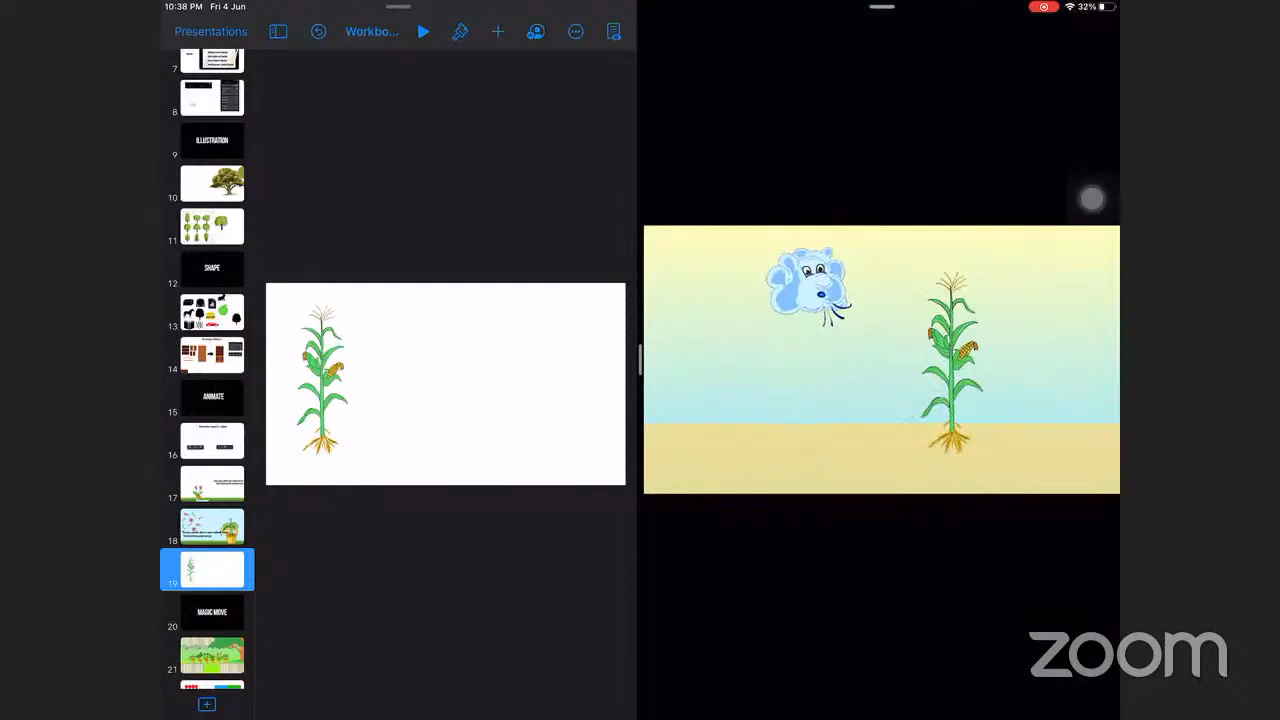 10:38 PM Fri 4 Jun
32%
Presentations
Workbo...
7
8
9
ILLUSTRATION
10
11
12
SHAPE
13
14
15
ANIMATE
16
17
18
19
20
MAGIC MOVE
21
zoom